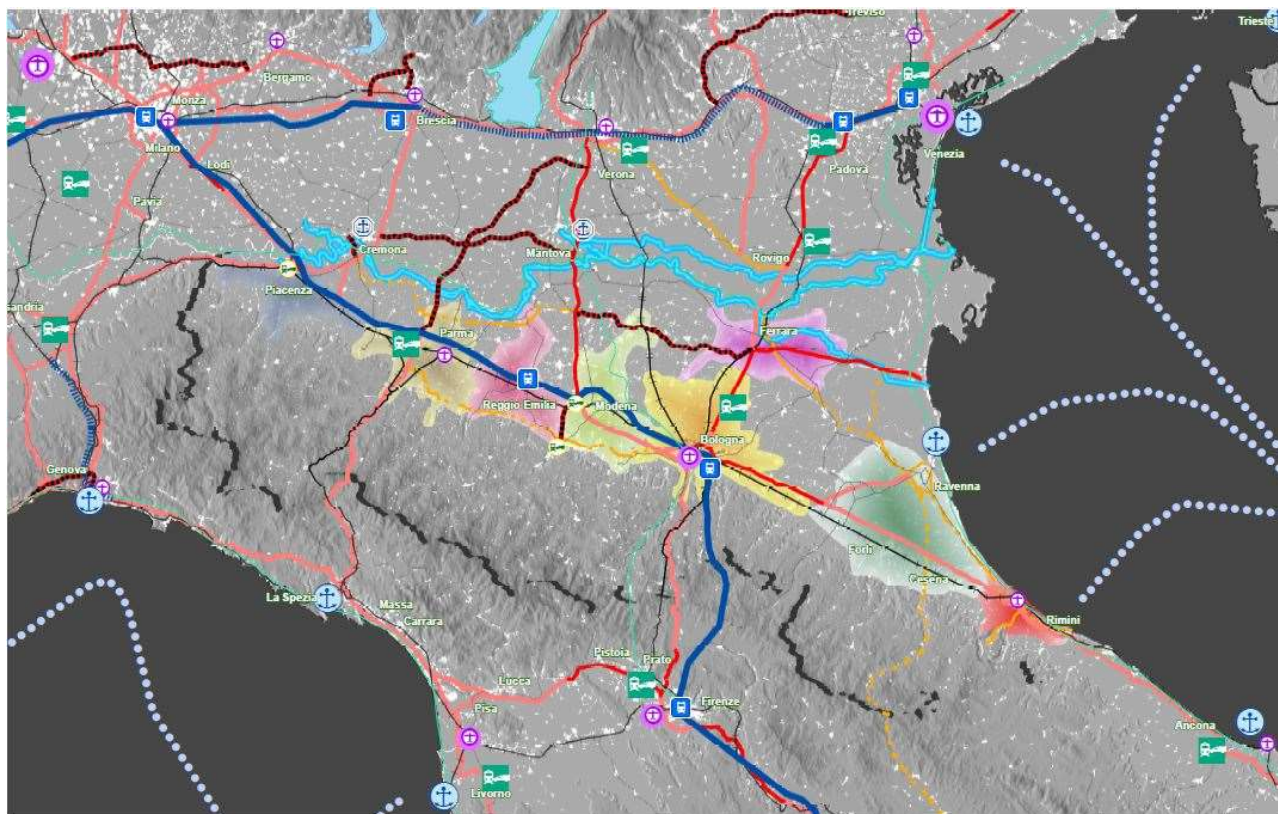 Treviso
Trieste
Bergamo
Monza
Brescia
Milano
Venezia
Lodi
Verona
Padova
Pavia
Cremona
Mantova
Rovigo
Piacenza
sandria
Parma
Ferrara
Reggio Emilia
Modena
Bologna
Genova
Ravenna
Forlì
Cesena
La Spezia
Massa
Carrara
Rimini
Pistoia
Prato
Lucca
Firenze
Pisa
Ancona
Livorno